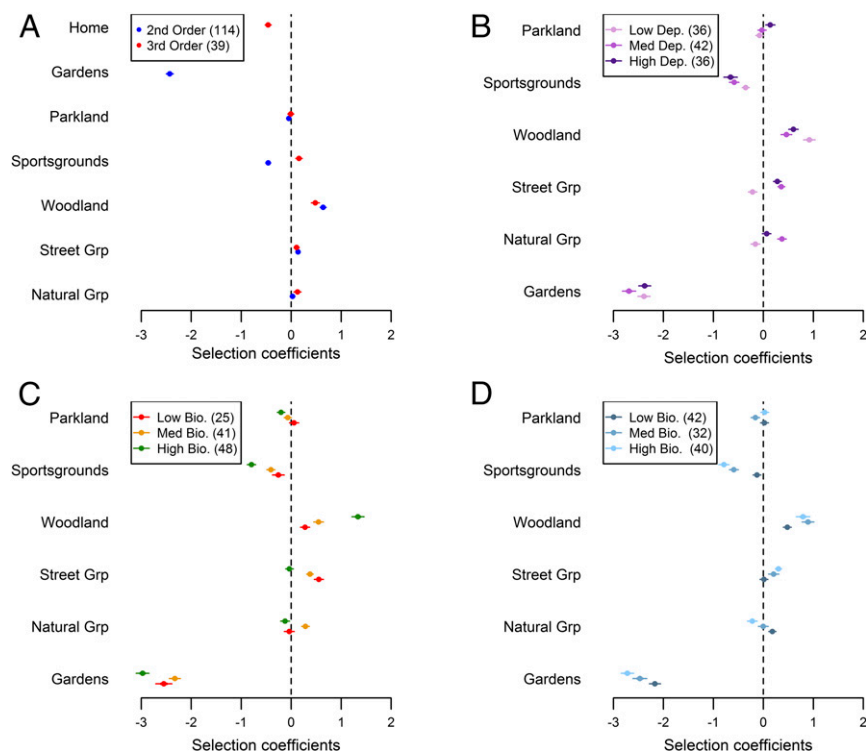 A
2nd Order (114)
3rd Order (39)
Home
Gardens
Parkland
Sportsgrounds
Woodland
Street Grp
Natural Grp
-3 -2 -1 0 1 2
Selection coefficients
B
Low Dep. (36)
Med Dep. (42)
High Dep. (36)
Parkland
Sportsgrounds
Woodland
Street Grp
Natural Grp
Gardens
-3 -2 -1 0 1 2
Selection coefficients
C
Low Bio. (25)
Med Bio. (41)
High Bio. (48)
Parkland
Sportsgrounds
Woodland
Street Grp
Natural Grp
Gardens
-3 -2 -1 0 1 2
Selection coefficients
D
Low Bio. (42)
Med Bio. (32)
High Bio. (40)
Parkland
Sportsgrounds
Woodland
Street Grp
Natural Grp
Gardens
-3 -2 -1 0 1 2
Selection coefficients